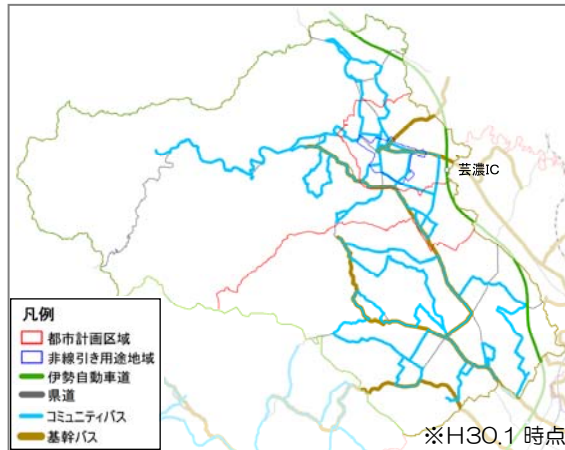 芸濃IC
凡例
都市計画区域
非線引き用途地域
伊勢自動車道
県道
コミュニティバス
基幹バス
※H30.1 時点